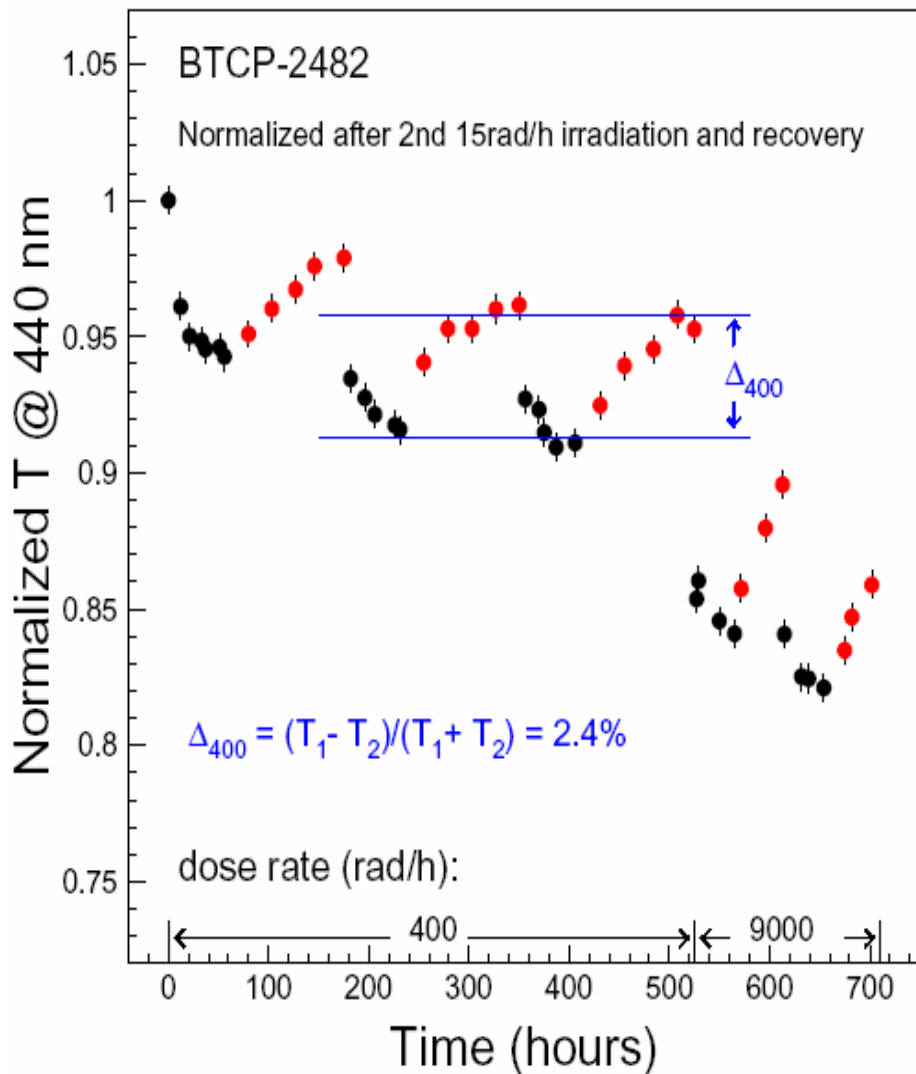 BTCP-2482
Normalized after 2nd 15rad/h irradiation and recovery
Normalized T @ 440 nm
1.05
1
0.95
0.9
0.85
0.8
0.75
Δ400
Δ400 = (T1- T2)/(T1+ T2) = 2.4%
dose rate (rad/h):
400
9000
0 100 200 300 400 500 600 700
Time (hours)